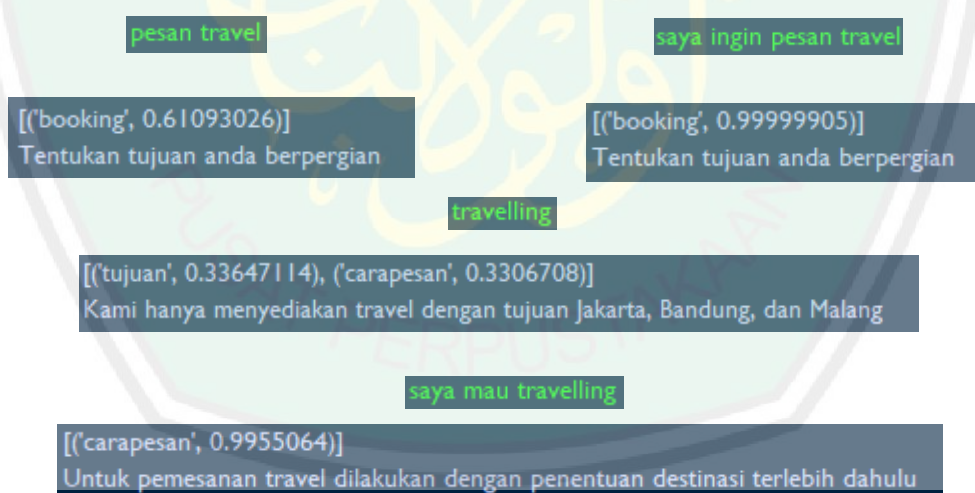 pesan travel
saya ingin pesan travel
[('booking', 0.61093026)]
Tentukan tujuan anda berpergian
[('booking', 0.99999905)]
Tentukan tujuan anda berpergian
travelling
[('tujuan', 0.33647114), ('carapesan', 0.3306708)]
Kami hanya menyediakan travel dengan tujuan Jakarta, Bandung, dan Malang
saya mau travelling
[('carapesan', 0.9955064)]
Untuk pemesanan travel dilakukan dengan penentuan destinasi terlebih dahulu
PUSAT PERPUSTAKAAN